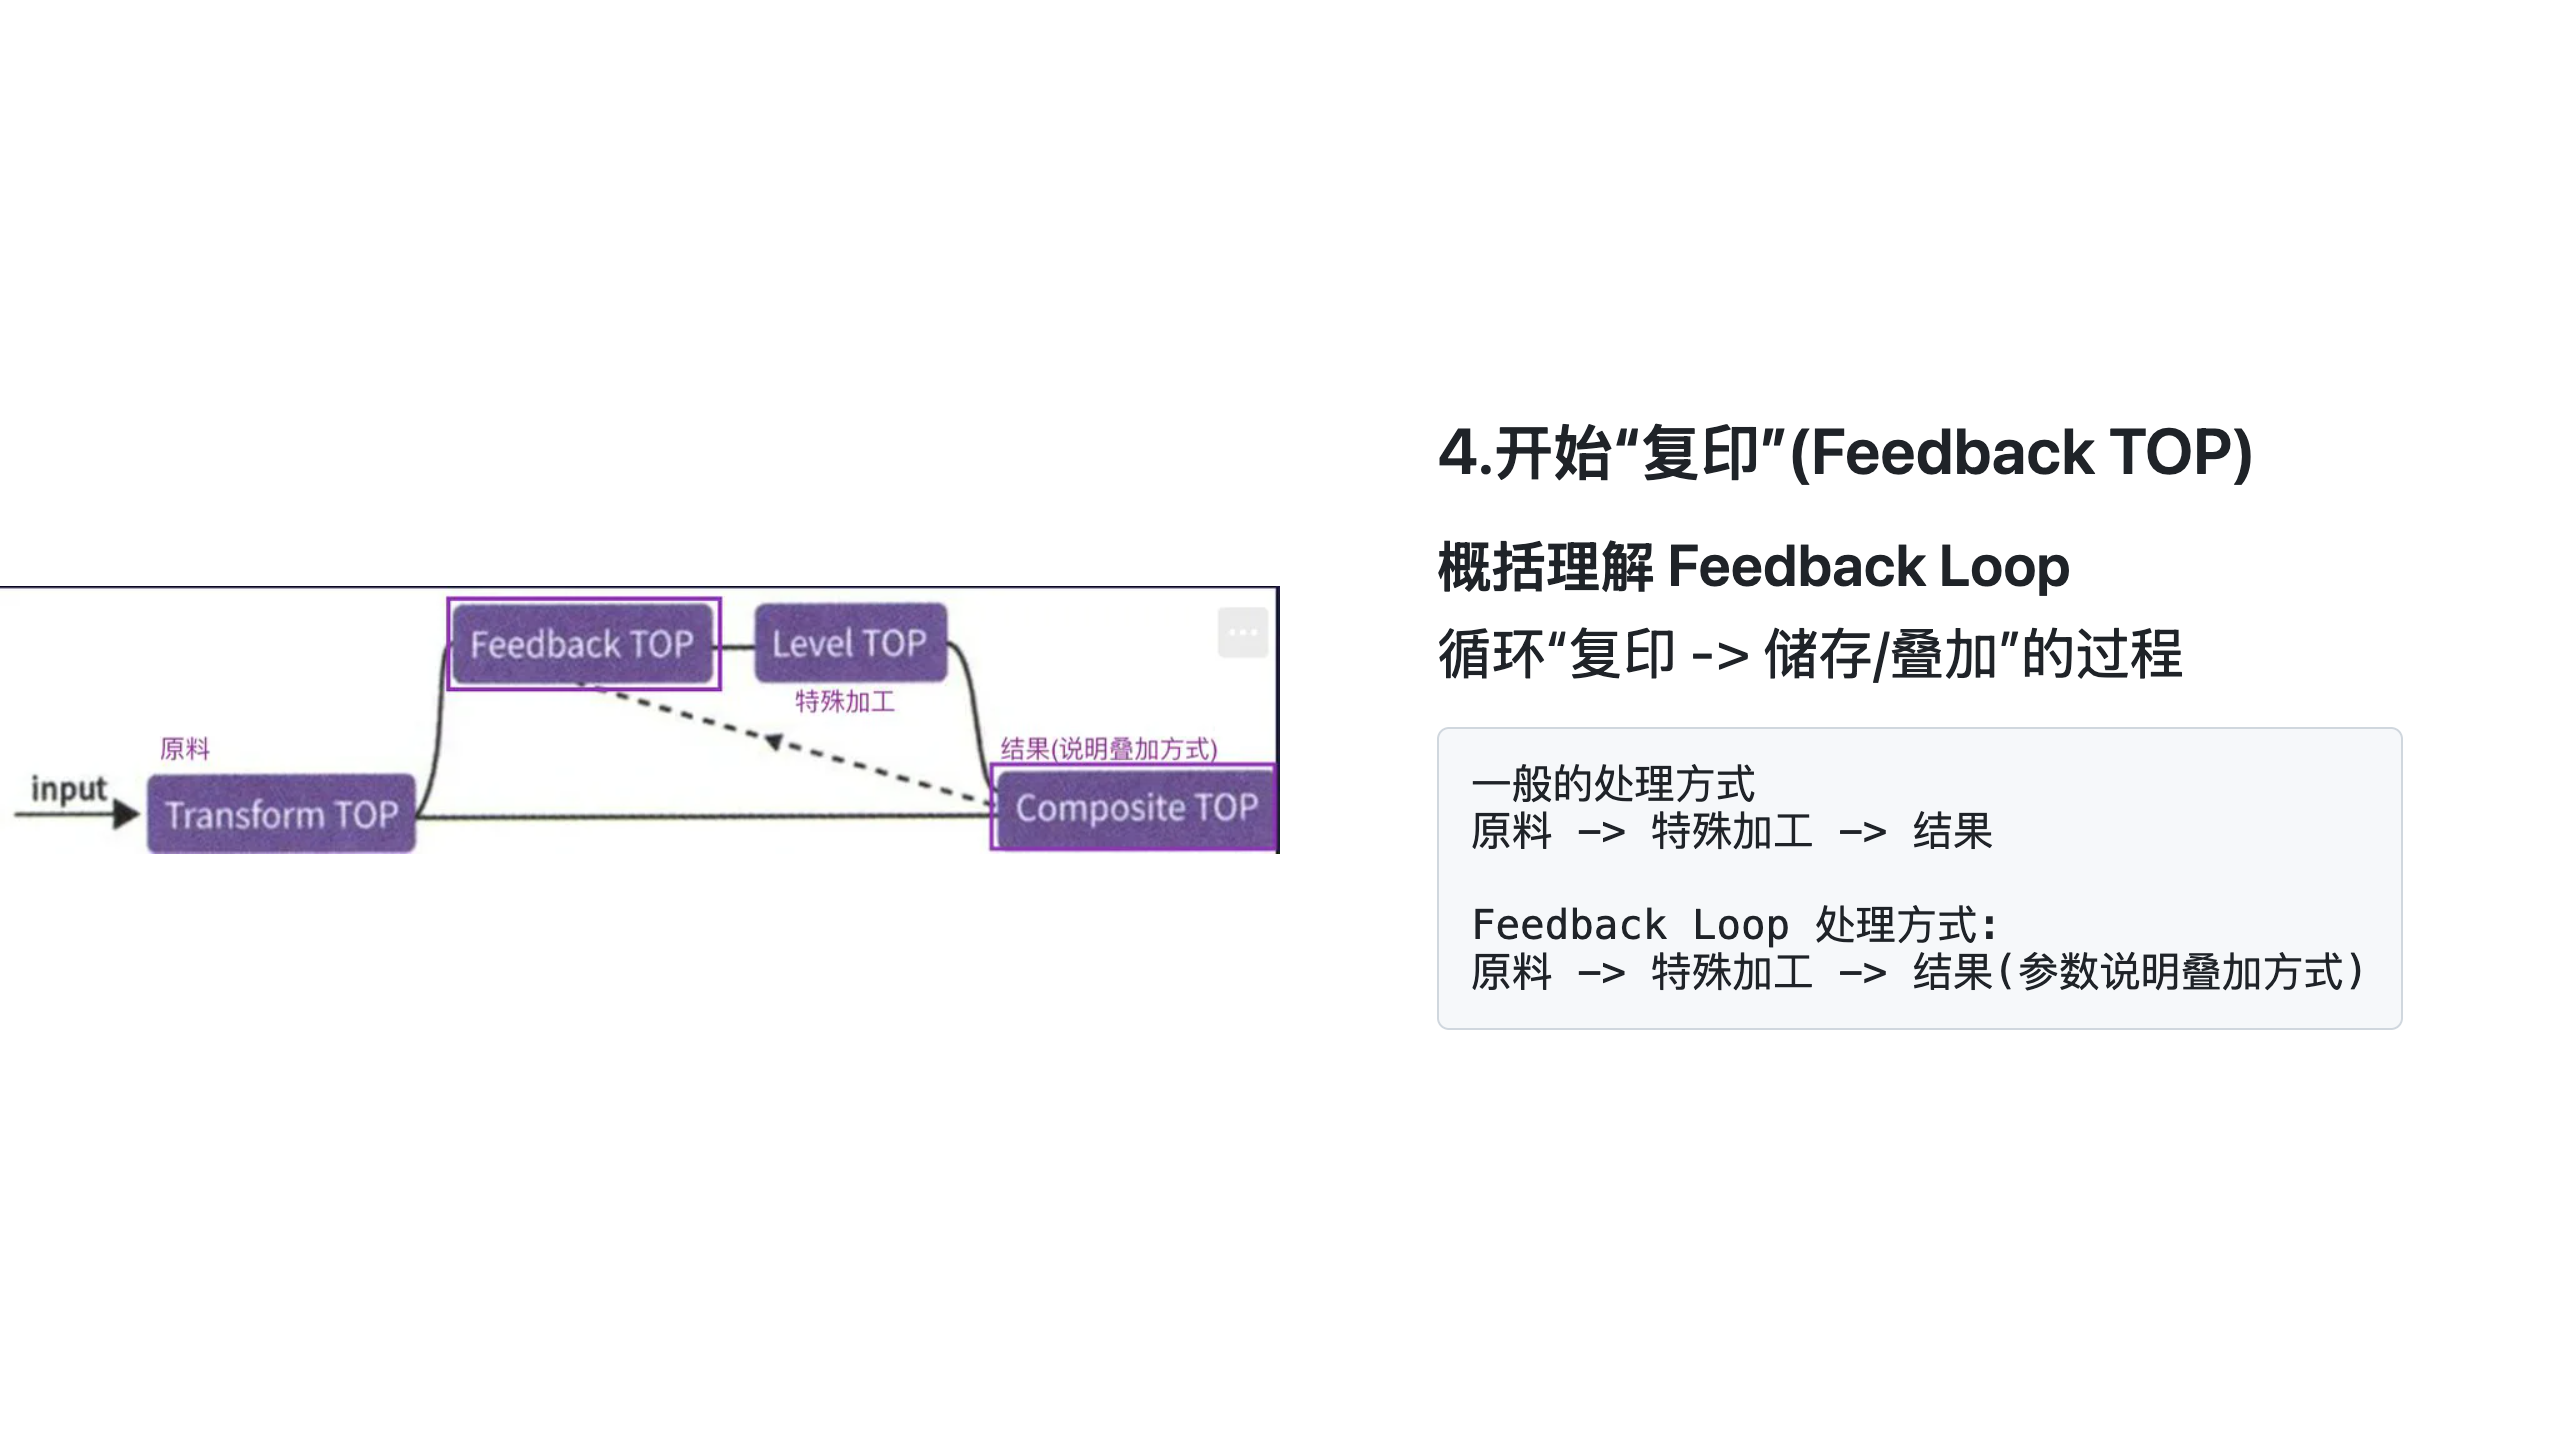 Feedback TOP
Level TOP
特殊加工
原料
结果(说明叠加方式)
input
Transform TOP
Composite TOP
4.开始“复印”(Feedback TOP)
概括理解 Feedback Loop
循环“复印 -> 储存/叠加”的过程
一般的处理方式
原料 —> 特殊加工 —> 结果
Feedback Loop 处理方式:
原料 —> 特殊加工 —> 结果(参数说明叠加方式)